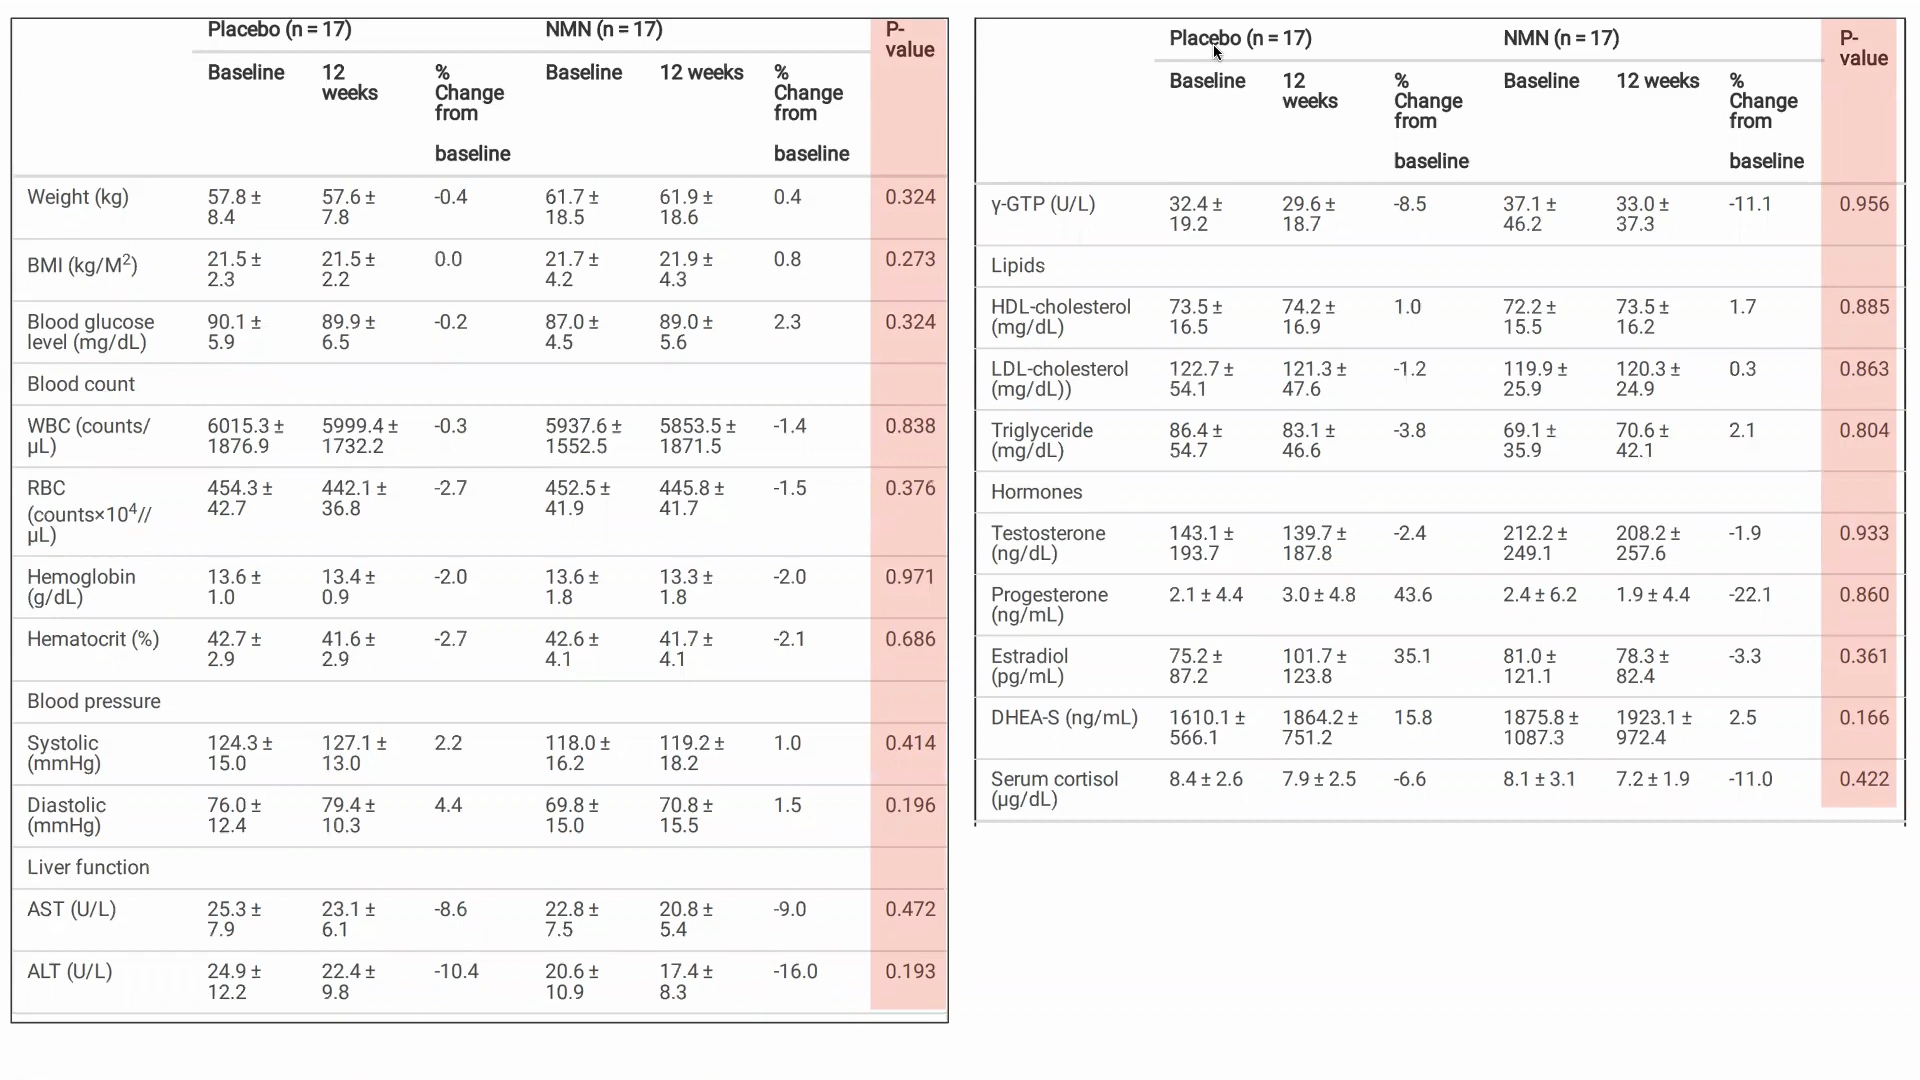 Placebo (n = 17) NMN (n = 17) P-
value
Baseline 12 % Baseline 12 weeks %
weeks Change Change
from from
baseline baseline
Weight (kg) 57.8 ± 57.6 ± -0.4 61.7 ± 61.9 ± 0.4 0.324
8.4 7.8 18.5 18.6
BMI (kg/M²) 21.5 ± 21.5 ± 0.0 21.7 ± 21.9 ± 0.8 0.273
2.3 2.2 4.2 4.3
Blood glucose 90.1 ± 89.9 ± -0.2 87.0 ± 89.0 ± 2.3 0.324
level (mg/dL) 5.9 6.5 4.5 5.6
Blood count
WBC (counts/ 6015.3 ± 5999.4 ± -0.3 5937.6 ± 5853.5 ± -1.4 0.838
µL) 1876.9 1732.2 1552.5 1871.5
RBC 454.3 ± 442.1 ± -2.7 452.5 ± 445.8 ± -1.5 0.376
(counts×10⁴// 42.7 36.8 41.9 41.7
µL)
Hemoglobin 13.6 ± 13.4 ± -2.0 13.6 ± 13.3 ± -2.0 0.971
(g/dL) 1.0 0.9 1.8 1.8
Hematocrit (%) 42.7 ± 41.6 ± -2.7 42.6 ± 41.7 ± -2.1 0.686
2.9 2.9 4.1 4.1
Blood pressure
Systolic 124.3 ± 127.1 ± 2.2 118.0 ± 119.2 ± 1.0 0.414
(mmHg) 15.0 13.0 16.2 18.2
Diastolic 76.0 ± 79.4 ± 4.4 69.8 ± 70.8 ± 1.5 0.196
(mmHg) 12.4 10.3 15.0 15.5
Liver function
AST (U/L) 25.3 ± 23.1 ± -8.6 22.8 ± 20.8 ± -9.0 0.472
7.9 6.1 7.5 5.4
ALT (U/L) 24.9 ± 22.4 ± -10.4 20.6 ± 17.4 ± -16.0 0.193
12.2 9.8 10.9 8.3
Placebo (n = 17) NMN (n = 17) P-
value
Baseline 12 % Baseline 12 weeks %
weeks Change Change
from from
baseline baseline
γ-GTP (U/L) 32.4 ± 29.6 ± -8.5 37.1 ± 33.0 ± -11.1 0.956
19.2 18.7 46.2 37.3
Lipids
HDL-cholesterol 73.5 ± 74.2 ± 1.0 72.2 ± 73.5 ± 1.7 0.885
(mg/dL) 16.5 16.9 15.5 16.2
LDL-cholesterol 122.7 ± 121.3 ± -1.2 119.9 ± 120.3 ± 0.3 0.863
(mg/dL)) 54.1 47.6 25.9 24.9
Triglyceride 86.4 ± 83.1 ± -3.8 69.1 ± 70.6 ± 2.1 0.804
(mg/dL) 54.7 46.6 35.9 42.1
Hormones
Testosterone 143.1 ± 139.7 ± -2.4 212.2 ± 208.2 ± -1.9 0.933
(ng/dL) 193.7 187.8 249.1 257.6
Progesterone 2.1 ± 4.4 3.0 ± 4.8 43.6 2.4 ± 6.2 1.9 ± 4.4 -22.1 0.860
(ng/mL)
Estradiol 75.2 ± 101.7 ± 35.1 81.0 ± 78.3 ± -3.3 0.361
(pg/mL) 87.2 123.8 121.1 82.4
DHEA-S (ng/mL) 1610.1 ± 1864.2 ± 15.8 1875.8 ± 1923.1 ± 2.5 0.166
566.1 751.2 1087.3 972.4
Serum cortisol 8.4 ± 2.6 7.9 ± 2.5 -6.6 8.1 ± 3.1 7.2 ± 1.9 -11.0 0.422
(µg/dL)